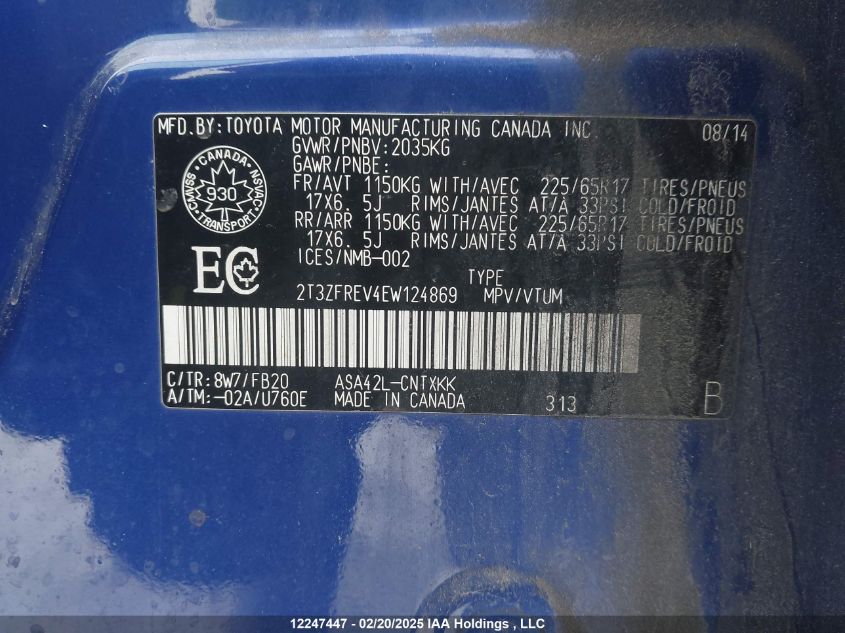 MFD.BY:TOYOTA MOTOR MANUFACTURING CANADA INC 08/14
GVWR/PNBV:2035KG
GAWR/PNBE:
FR/AVT 1150KG WITH/AVEC 225/65R17 TIRES/PNEUS
17X6. 5J RIMS/JANTES AT/À 33PSI COLD/FROID
RR/ARR 1150KG WITH/AVEC 225/65R17 TIRES/PNEUS
17X6. 5J RIMS/JANTES AT/À 33PSI COLD/FROID
ICES/NMB-002
CANADA
CMVSS 930 NSVAC
TRANSPORT
EC
TYPE
2T3ZFREV4EW124869 MPV/VTUM
C/TR: 8W7/FB20 ASA42L-CNTXKK
A/TM:-02A/U760E MADE IN CANADA 313 B
12247447 - 02/20/2025 IAA Holdings , LLC